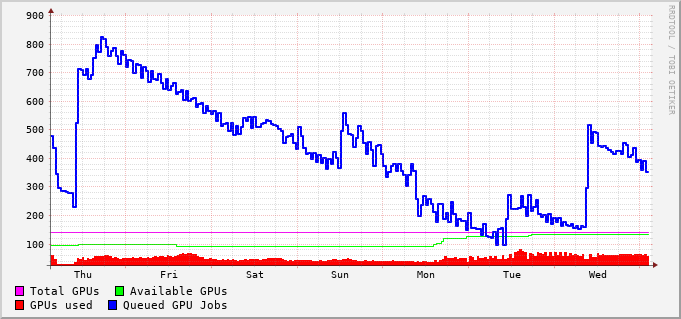 900
800
700
600
500
400
300
200
100
Thu Fri Sat Sun Mon Tue Wed
Total GPUs Available GPUs
GPUs used Queued GPU Jobs
RRDTOOL / TOBI OETIKER